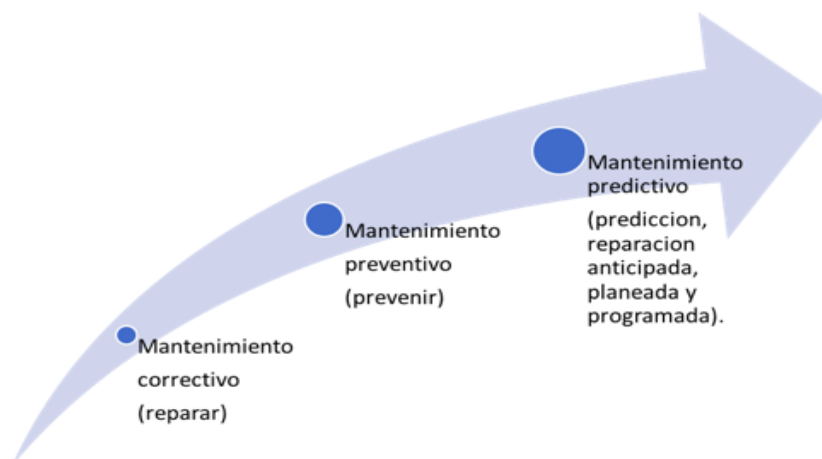 Mantenimiento
predictivo
(prediccion,
reparacion
anticipada,
planeada y
programada).
Mantenimiento
preventivo
(prevenir)
Mantenimiento
correctivo
(reparar)